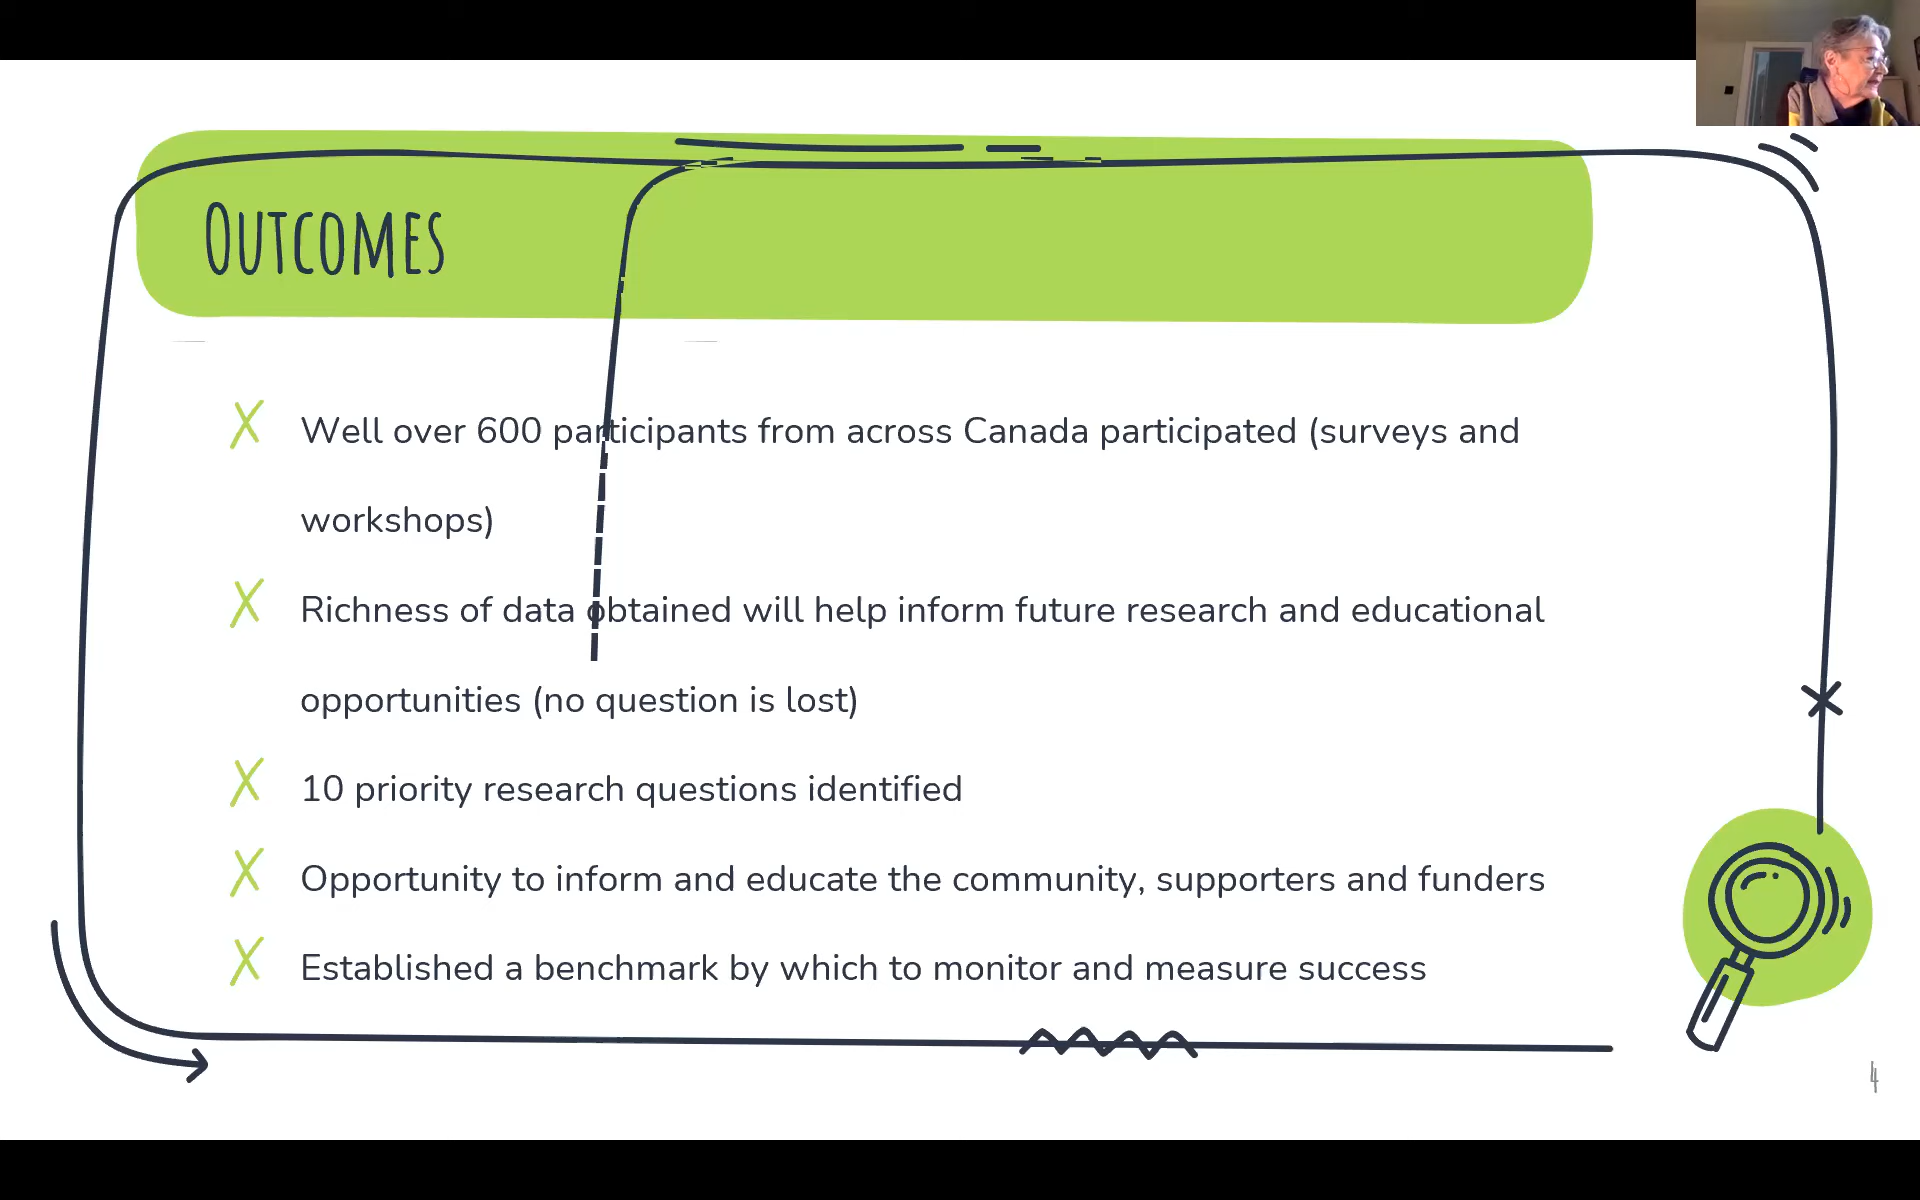 Outcomes
Well over 600 participants from across Canada participated (surveys and
workshops)
Richness of data obtained will help inform future research and educational
opportunities (no question is lost)
10 priority research questions identified
Opportunity to inform and educate the community, supporters and funders
Established a benchmark by which to monitor and measure success
4